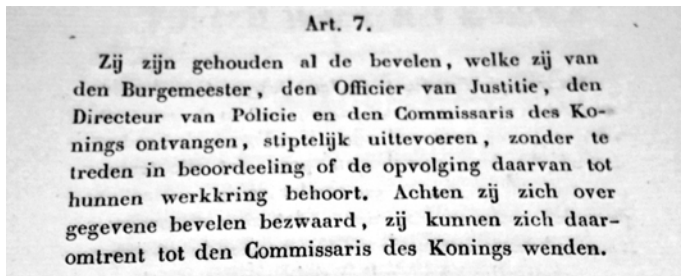 Art. 7.
Zij zijn gehouden al de bevelen, welke zij van
den Burgemeester, den Officier van Justitie, den
Directeur van Policie en den Commissaris des Ko-
nings ontvangen, stiptelijk uittevoeren, zonder te
treden in beoordeeling of de opvolging daarvan tot
hunnen werkkring behoort. Achten zij zich over
gegevene bevelen bezwaard, zij kunnen zich daar-
omtrent tot den Commissaris des Konings wenden.